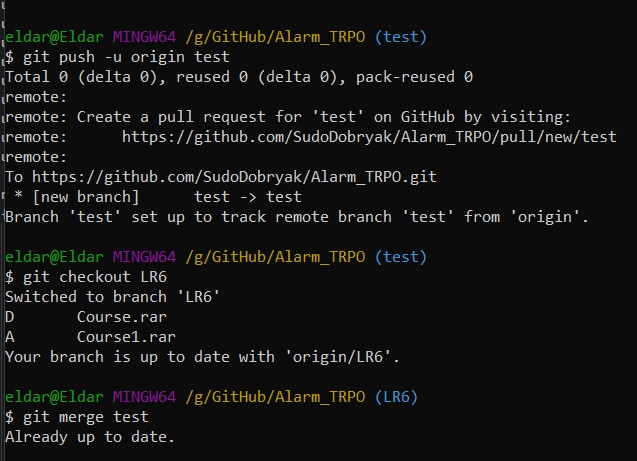 eldar@Eldar MINGW64 /g/GitHub/Alarm_TRPO (test)
$ git push -u origin test
Total 0 (delta 0), reused 0 (delta 0), pack-reused 0
remote:
remote: Create a pull request for 'test' on GitHub by visiting:
remote:      https://github.com/SudoDobryak/Alarm_TRPO/pull/new/test
remote:
To https://github.com/SudoDobryak/Alarm_TRPO.git
 * [new branch]      test -> test
Branch 'test' set up to track remote branch 'test' from 'origin'.
eldar@Eldar MINGW64 /g/GitHub/Alarm_TRPO (test)
$ git checkout LR6
Switched to branch 'LR6'
D       Course.rar
A       Course1.rar
Your branch is up to date with 'origin/LR6'.
eldar@Eldar MINGW64 /g/GitHub/Alarm_TRPO (LR6)
$ git merge test
Already up to date.